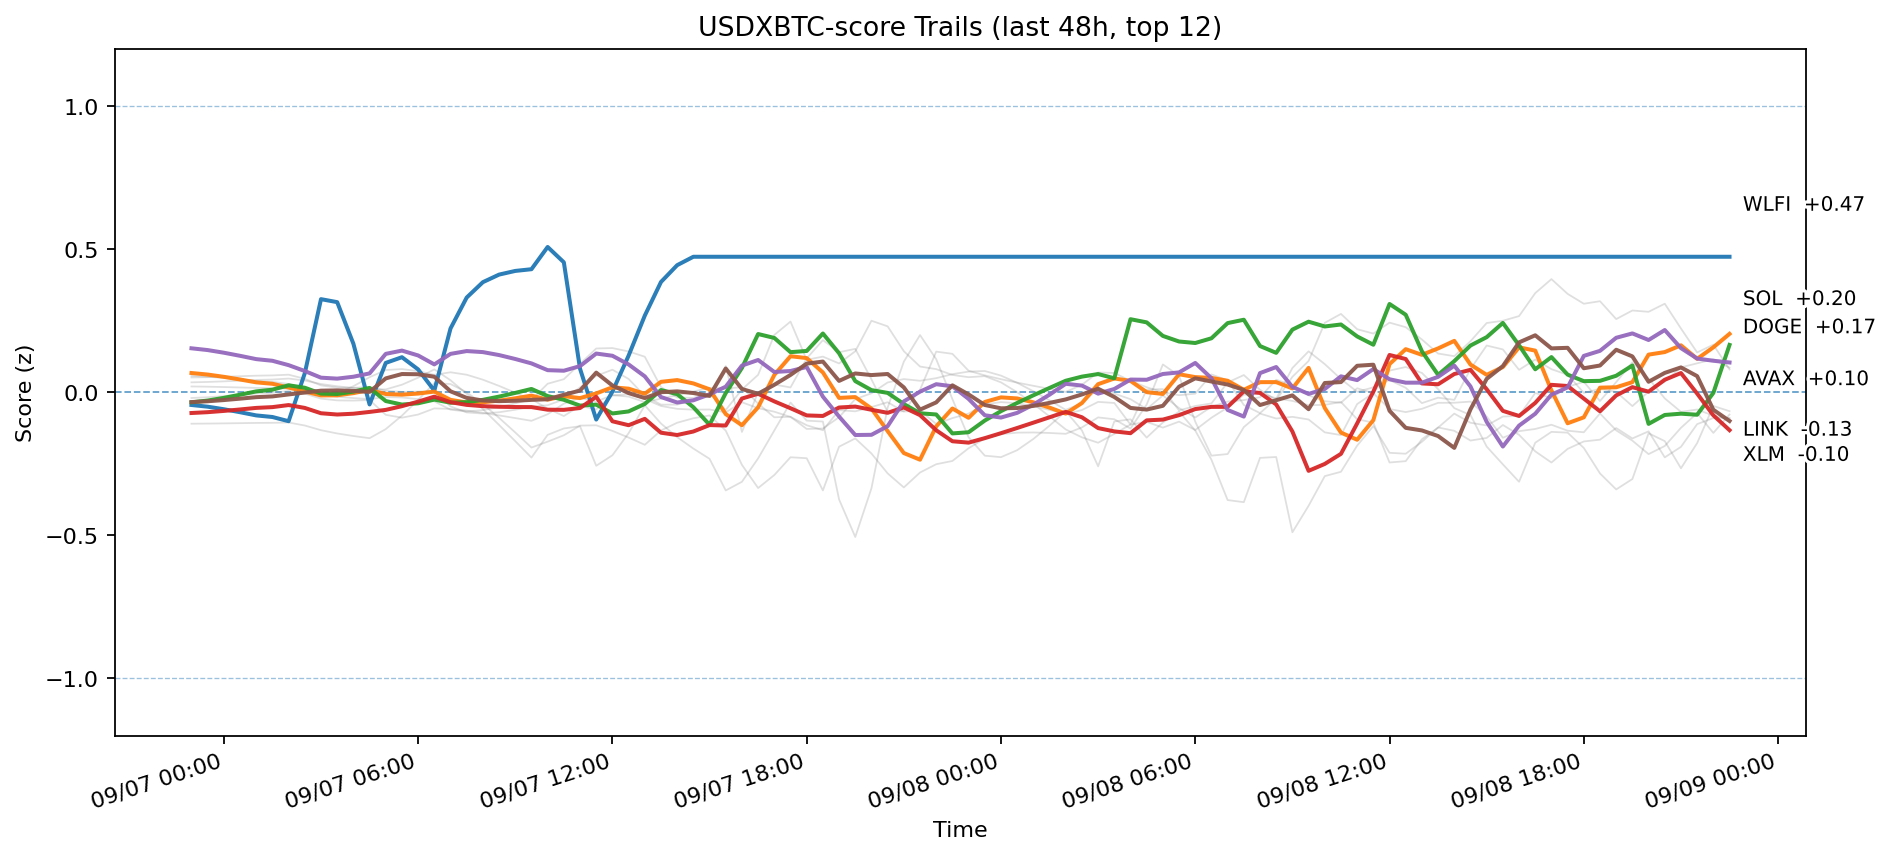 USDXBTC-score Trails (last 48h, top 12)
Score (z)
1.0
0.5
0.0
−0.5
−1.0
WLFI +0.47
SOL +0.20
DOGE +0.17
AVAX +0.10
LINK -0.13
XLM -0.10
09/07 00:00
09/07 06:00
09/07 12:00
09/07 18:00
09/08 00:00
09/08 06:00
09/08 12:00
09/08 18:00
09/09 00:00
Time